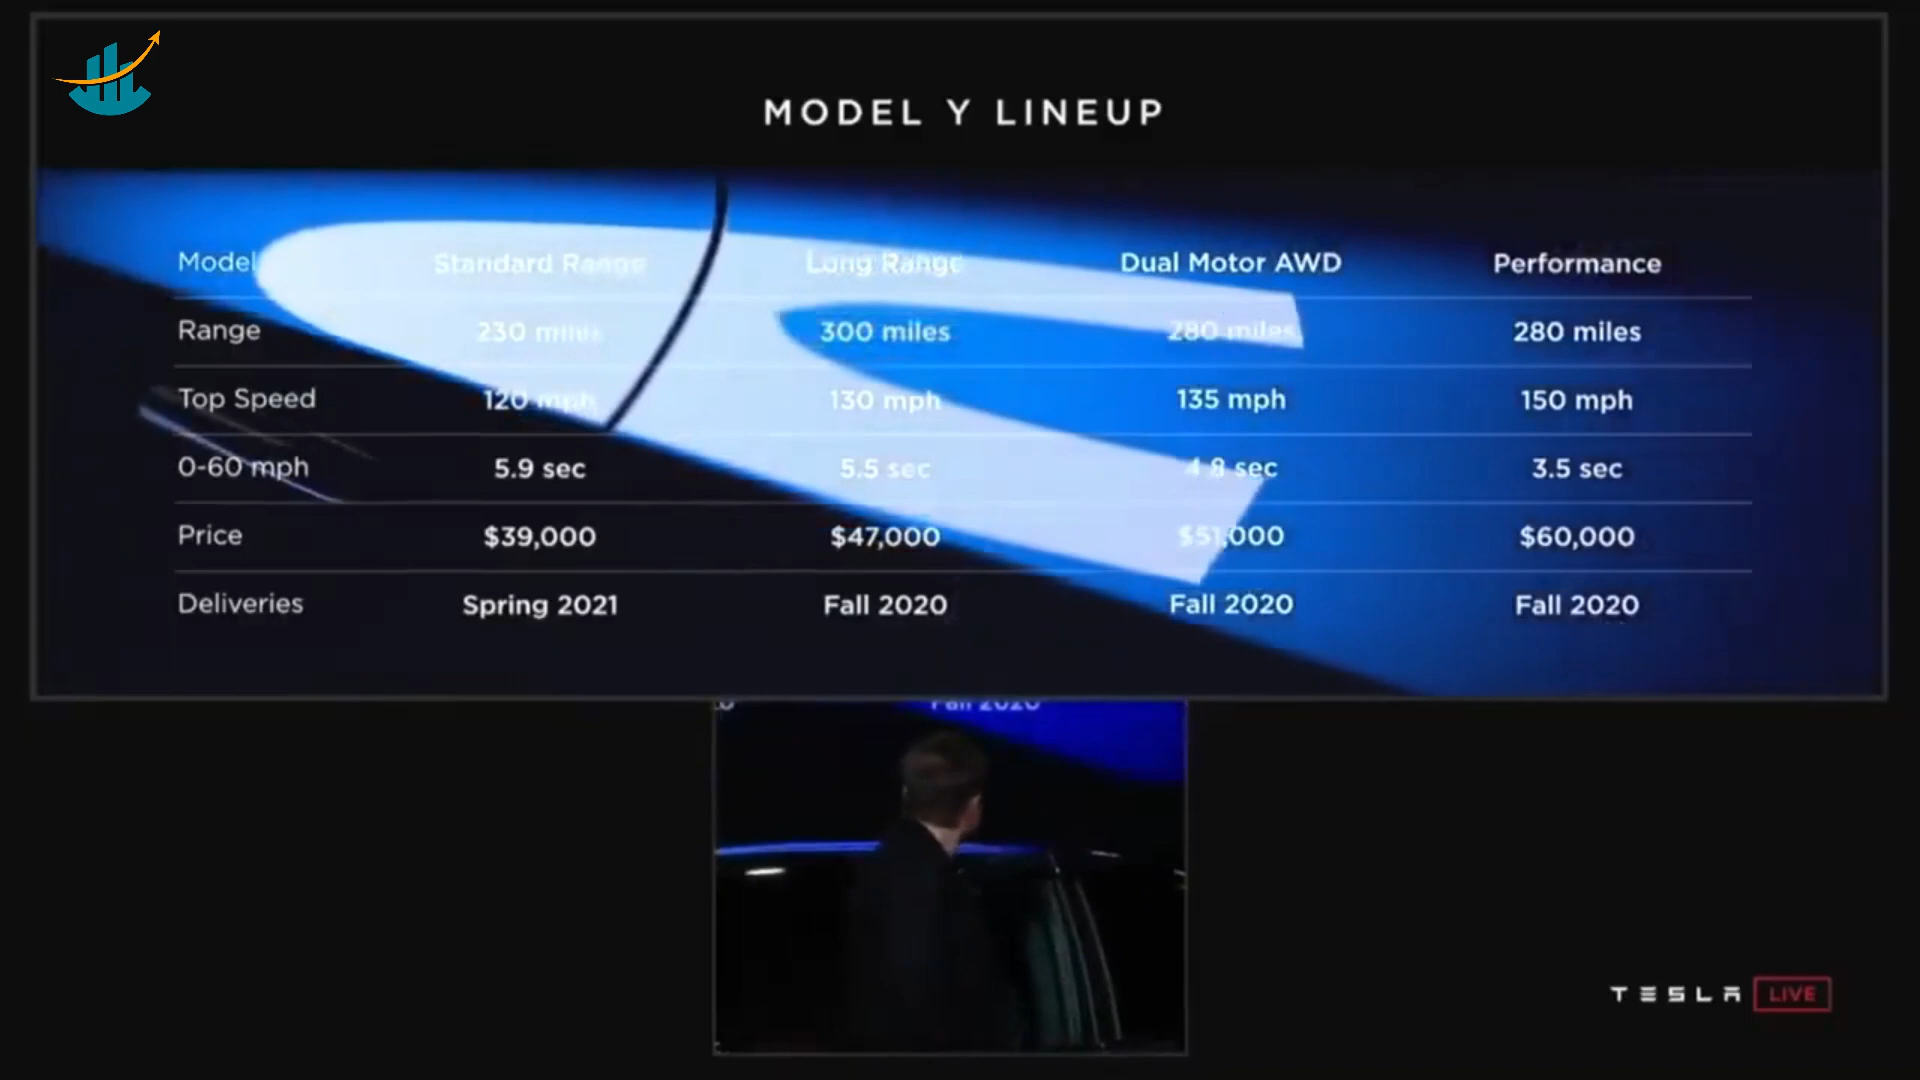 MODEL Y LINEUP
Model Standard Range Long Range Dual Motor AWD Performance
Range 230 miles 300 miles 280 miles 280 miles
Top Speed 120 mph 130 mph 135 mph 150 mph
0-60 mph 5.9 sec 5.5 sec 4.8 sec 3.5 sec
Price $39,000 $47,000 $51,000 $60,000
Deliveries Spring 2021 Fall 2020 Fall 2020 Fall 2020
Fall 2020
TESLA LIVE